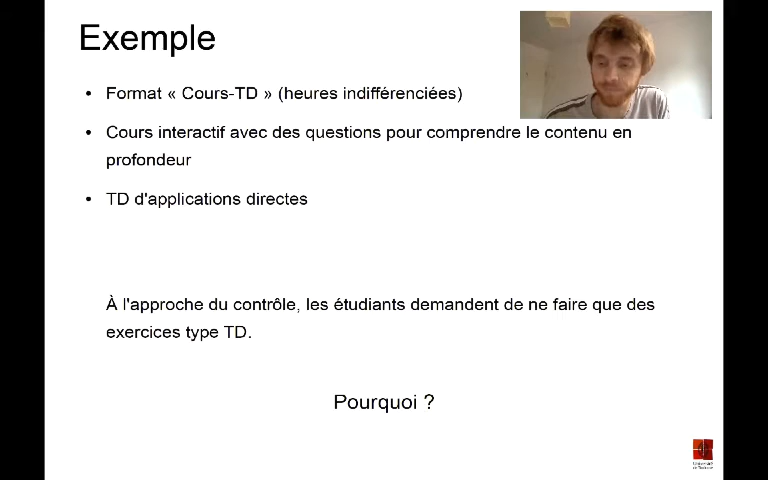 Exemple
• Format « Cours-TD » (heures indifférenciées)
• Cours interactif avec des questions pour comprendre le contenu en
profondeur
• TD d'applications directes
À l'approche du contrôle, les étudiants demandent de ne faire que des
exercices type TD.
Pourquoi ?